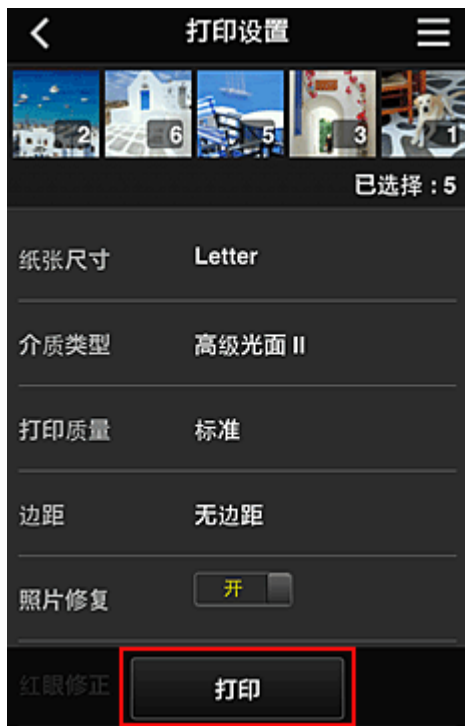 打印设置
2 6 5 3 1
已选择：5
纸张尺寸 Letter
介质类型 高级光面 II
打印质量 标准
边距 无边距
照片修复 开
红眼修正 打印